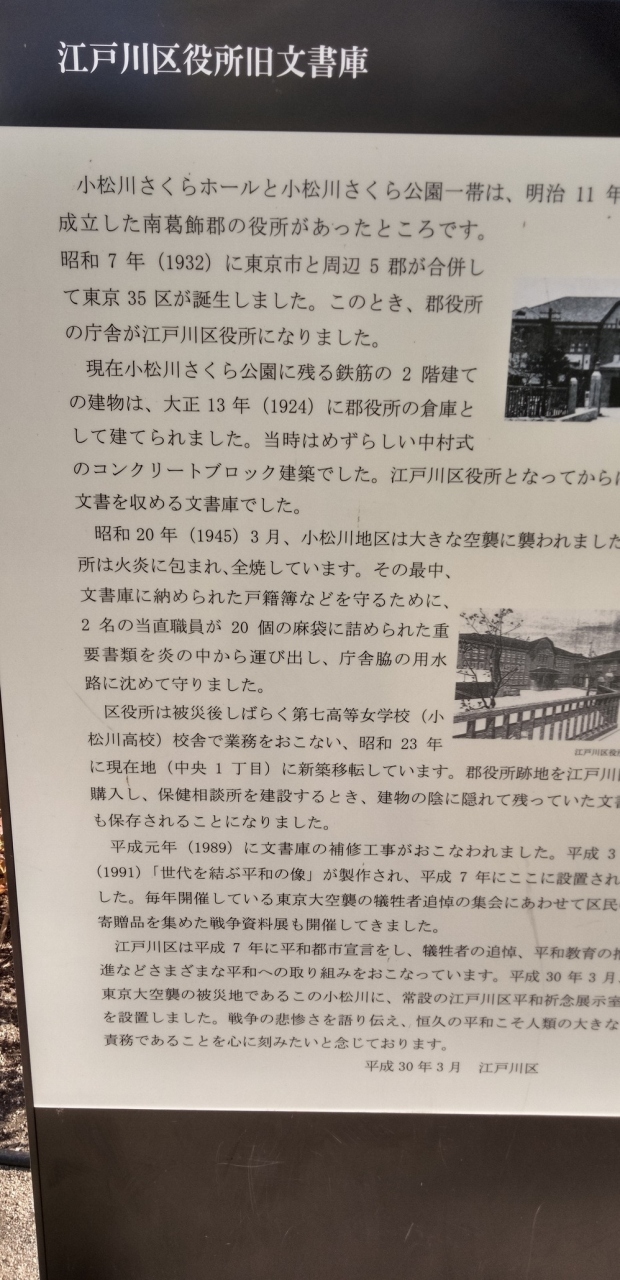 江戸川区役所旧文書庫
小松川さくらホールと小松川さくら公園一帯は、明治 11 年
成立した南葛飾郡の役所があったところです。
昭和 7 年（1932）に東京市と周辺 5 郡が合併し
て東京 35 区が誕生しました。このとき、郡役所
の庁舎が江戸川区役所になりました。
現在小松川さくら公園に残る鉄筋の 2 階建て
の建物は、大正 13 年（1924）に郡役所の倉庫と
して建てられました。当時はめずらしい中村式
のコンクリートブロック建築でした。江戸川区役所となってから
文書を収める文書庫でした。
昭和 20 年（1945）3 月、小松川地区は大きな空襲に襲われました
所は火炎に包まれ、全焼しています。その最中、
文書庫に納められた戸籍簿などを守るために、
2 名の当直職員が 20 個の麻袋に詰められた重
要書類を炎の中から運び出し、庁舎脇の用水
路に沈めて守りました。
江戸川区役
区役所は被災後しばらく第七高等女学校（小
松川高校）校舎で業務をおこない、昭和 23 年
に現在地（中央 1 丁目）に新築移転しています。郡役所跡地を江戸川
購入し、保健相談所を建設するとき、建物の陰に隠れて残っていた文
も保存されることになりました。
平成元年（1989）に文書庫の補修工事がおこなわれました。平成 3
（1991）「世代を結ぶ平和の像」が製作され、平成 7 年にここに設置され
した。毎年開催している東京大空襲の犠牲者追悼の集会にあわせて区民
寄贈品を集めた戦争資料展も開催してきました。
江戸川区は平成 7 年に平和都市宣言をし、犠牲者の追悼、平和教育の推
進などさまざまな平和への取り組みをおこなっています。平成 30 年 3 月、
東京大空襲の被災地であるこの小松川に、常設の江戸川区平和祈念展示室
を設置しました。戦争の悲惨さを語り伝え、恒久の平和こそ人類の大きな
責務であることを心に刻みたいと念じております。
平成 30 年 3 月　江戸川区